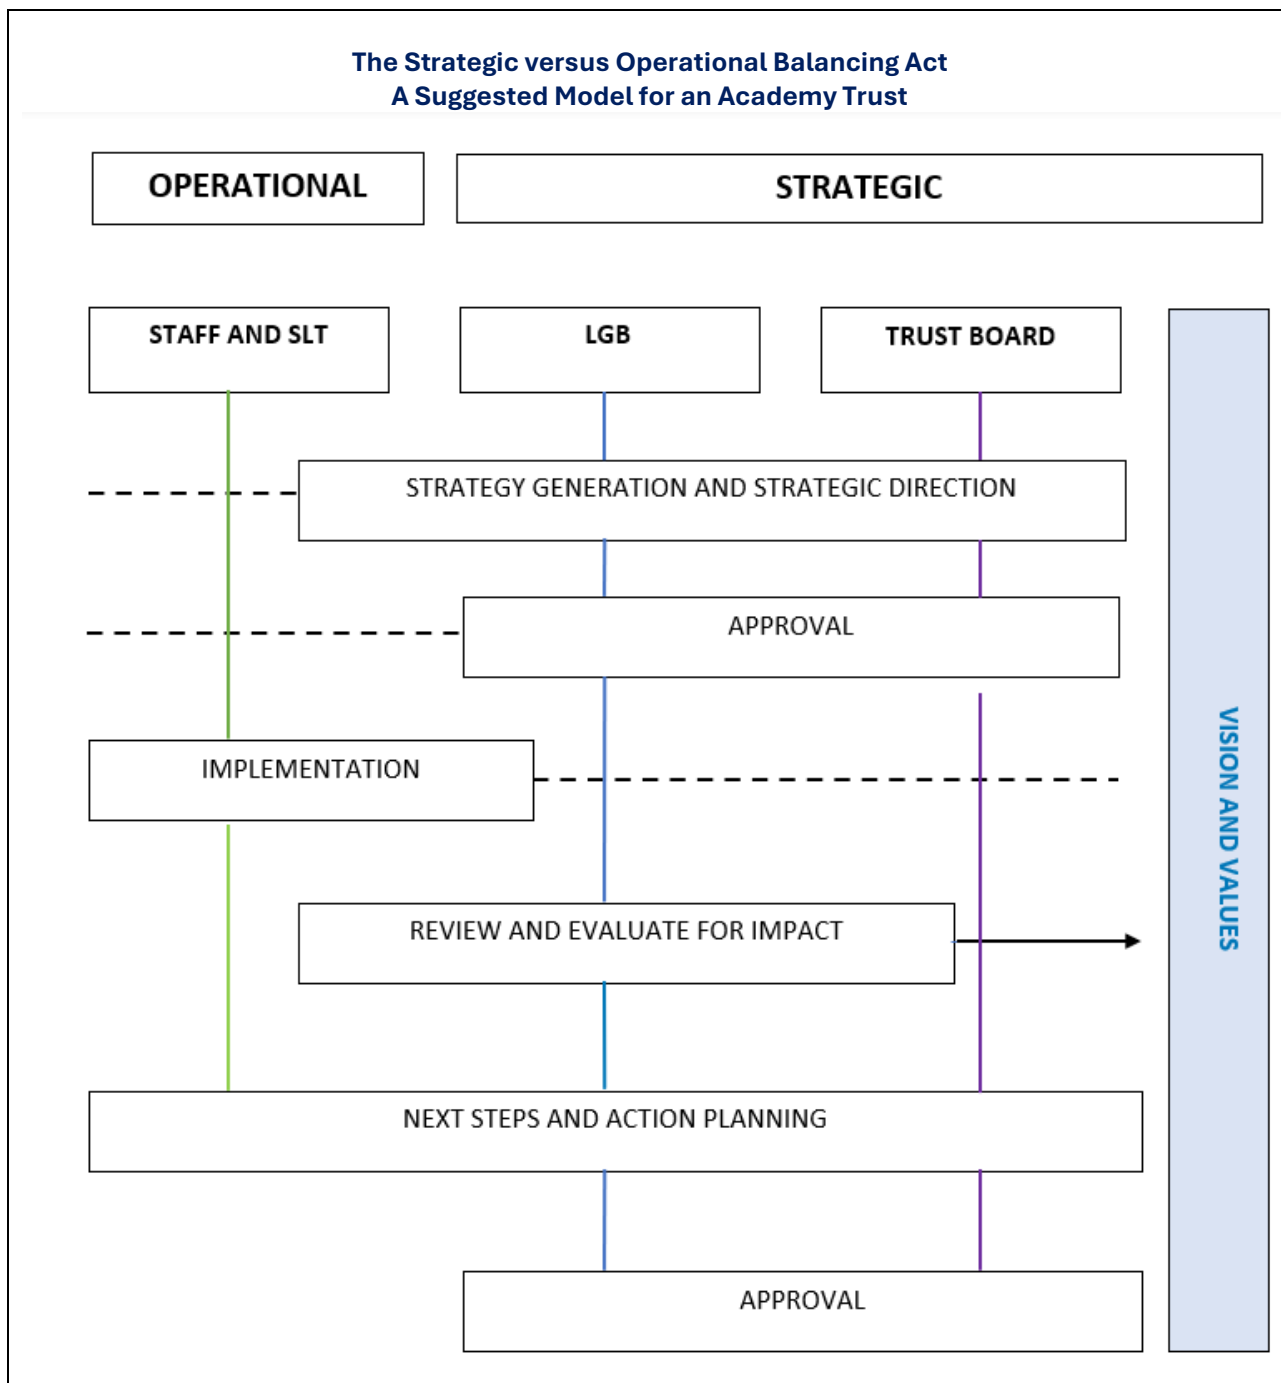 The Strategic versus Operational Balancing Act
A Suggested Model for an Academy Trust
OPERATIONAL
STRATEGIC
STAFF AND SLT
LGB
TRUST BOARD
STRATEGY GENERATION AND STRATEGIC DIRECTION
APPROVAL
IMPLEMENTATION
REVIEW AND EVALUATE FOR IMPACT
NEXT STEPS AND ACTION PLANNING
APPROVAL
VISION AND VALUES